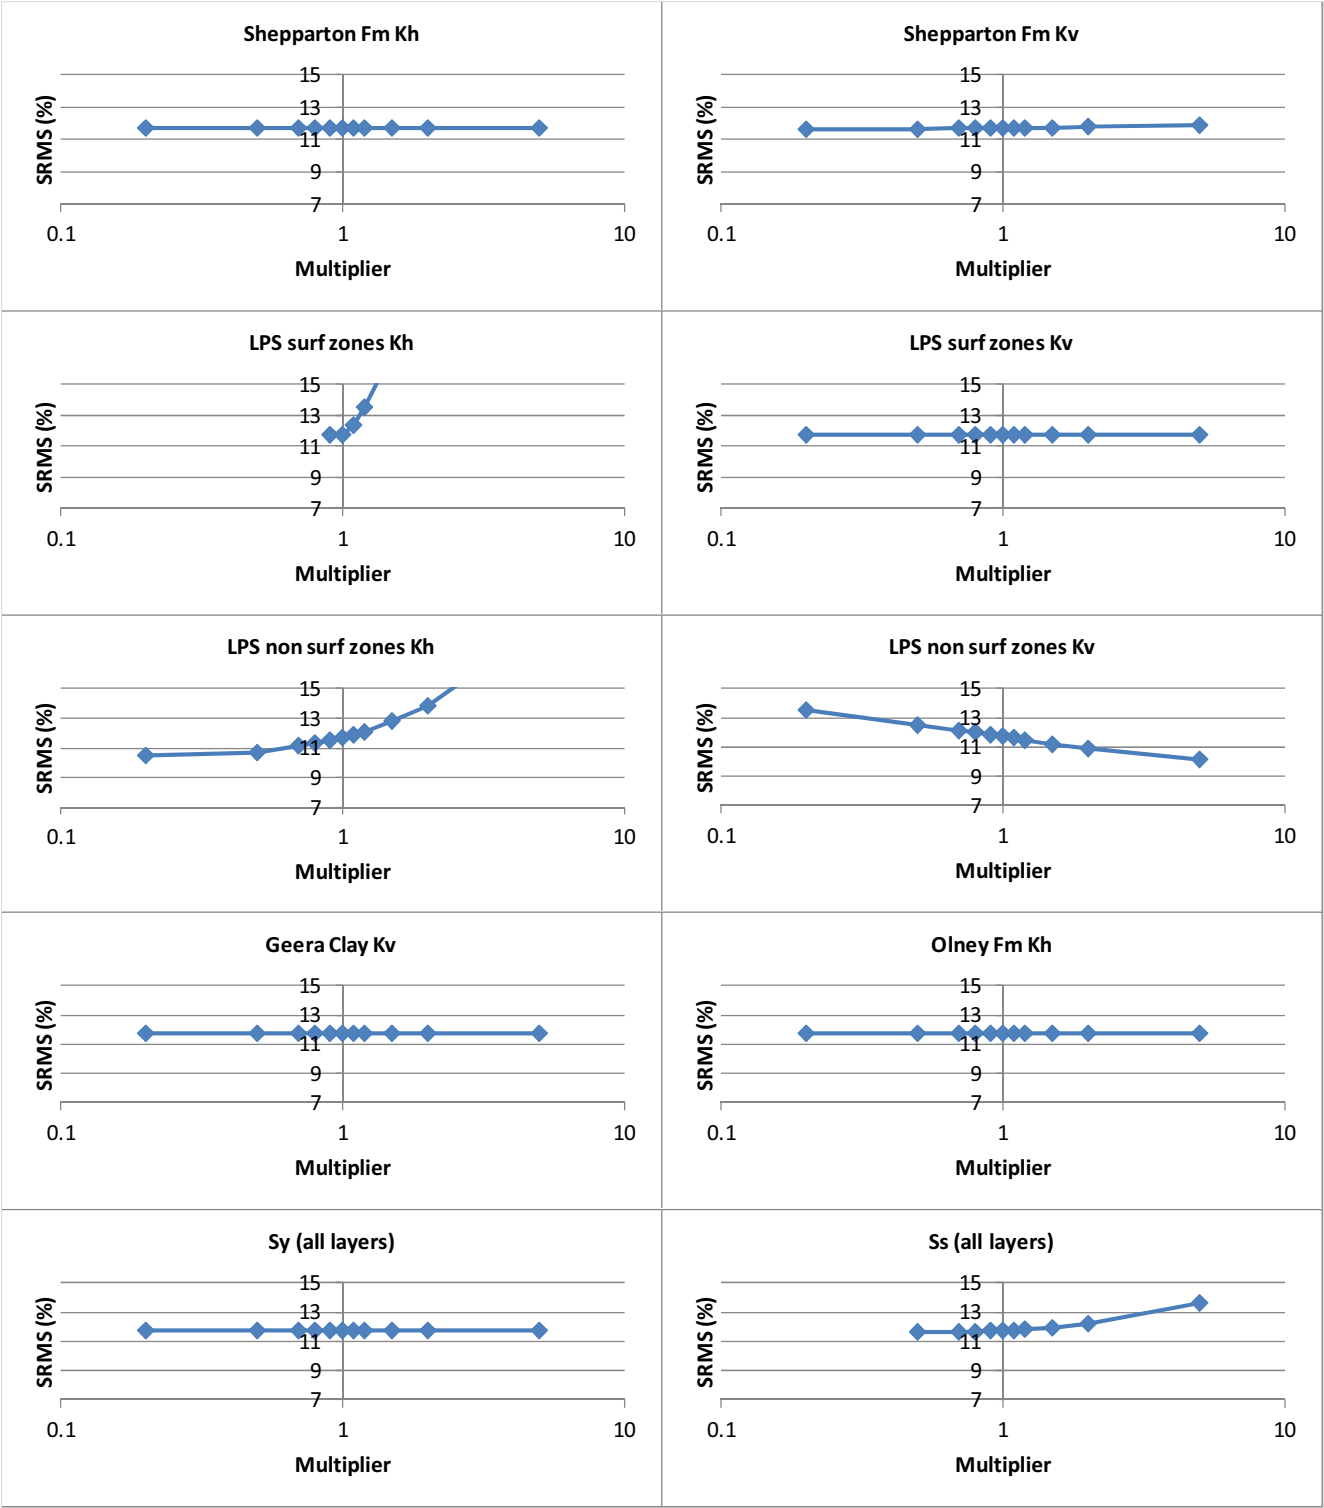 Shepparton Fm Kh
15
13
11
9
7
SRMS (%)
0.1 1 10
Multiplier
Shepparton Fm Kv
15
13
11
9
7
SRMS (%)
0.1 1 10
Multiplier
LPS surf zones Kh
15
13
11
9
7
SRMS (%)
0.1 1 10
Multiplier
LPS surf zones Kv
15
13
11
9
7
SRMS (%)
0.1 1 10
Multiplier
LPS non surf zones Kh
15
13
11
9
7
SRMS (%)
0.1 1 10
Multiplier
LPS non surf zones Kv
15
13
11
9
7
SRMS (%)
0.1 1 10
Multiplier
Geera Clay Kv
15
13
11
9
7
SRMS (%)
0.1 1 10
Multiplier
Olney Fm Kh
15
13
11
9
7
SRMS (%)
0.1 1 10
Multiplier
Sy (all layers)
15
13
11
9
7
SRMS (%)
0.1 1 10
Multiplier
Ss (all layers)
15
13
11
9
7
SRMS (%)
0.1 1 10
Multiplier